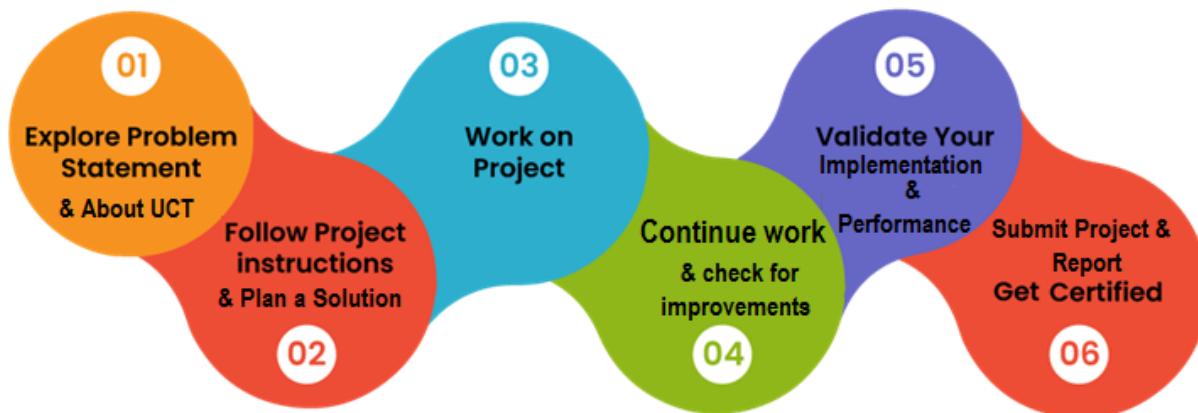 01
Explore Problem
Statement
& About UCT
Follow Project
instructions
& Plan a Solution
02
03
Work on
Project
Continue work
& check for
improvements
04
05
Validate Your
Implementation
&
Performance
Submit Project &
Report
Get Certified
06